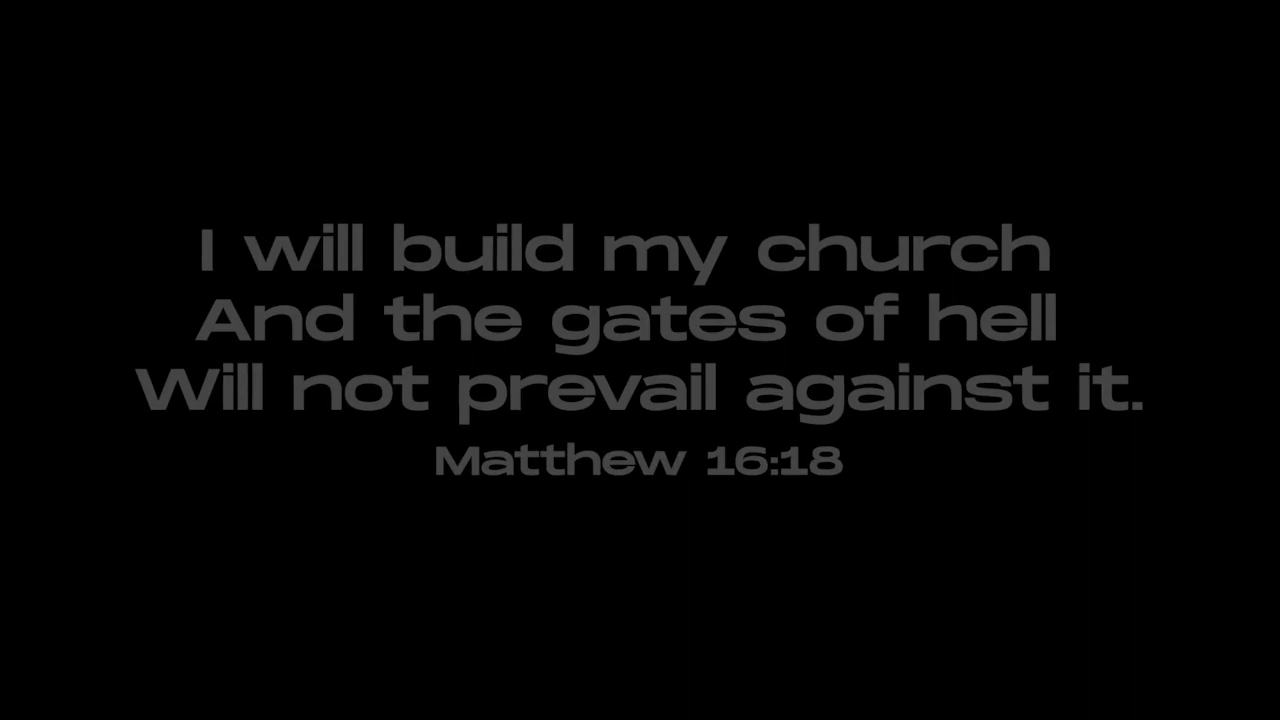 I will build my church
And the gates of hell
Will not prevail against it.
Matthew 16:18